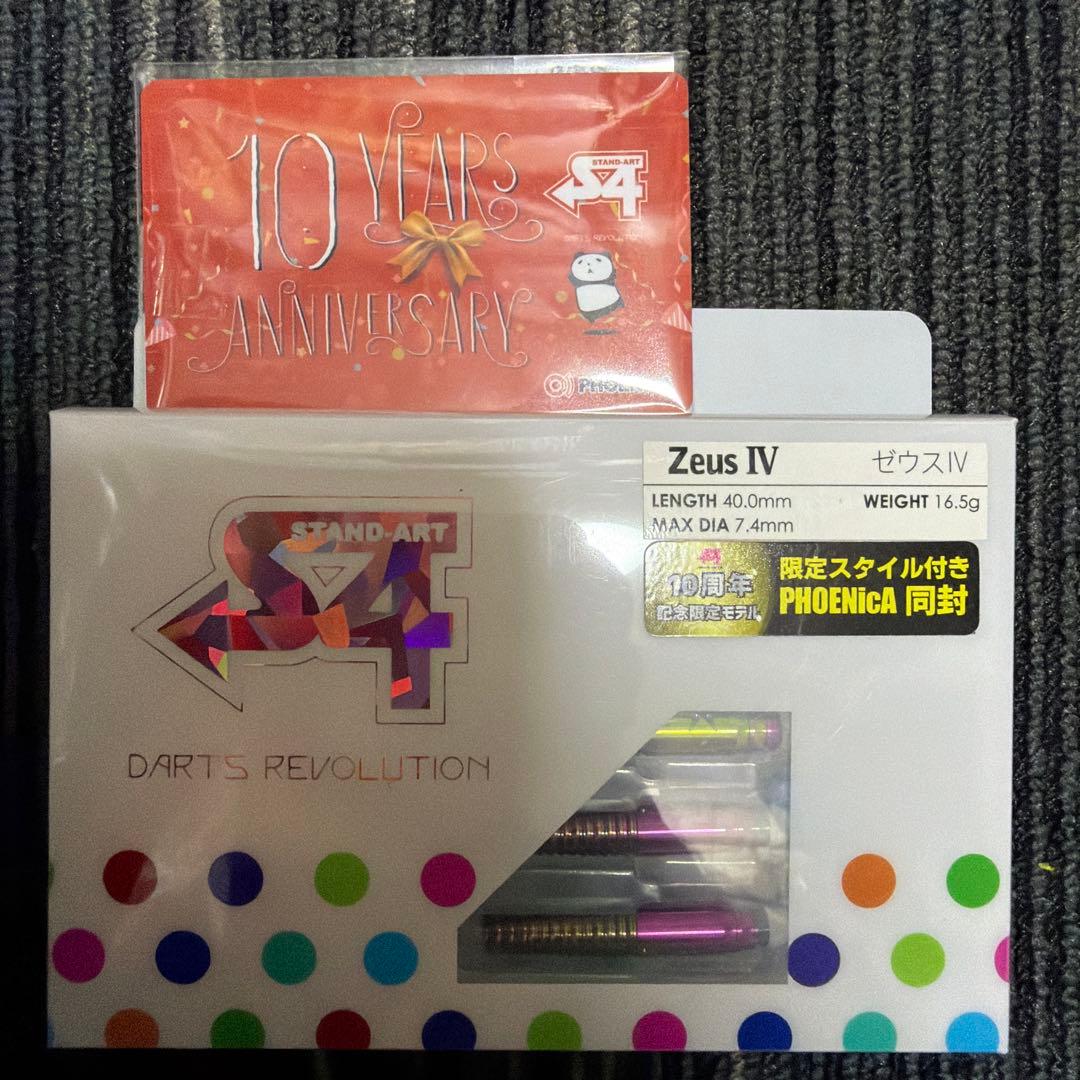 10 YEARS
ANNIVERSARY
STAND-ART
S4
DARTS REVOLUTION
Zeus IV ゼウスIV
LENGTH 40.0mm WEIGHT 16.5g
MAX DIA 7.4mm
10周年
記念限定モデル
限定スタイル付き
PHOENicA 同封
STAND-ART
S4
DARTS REVOLUTION